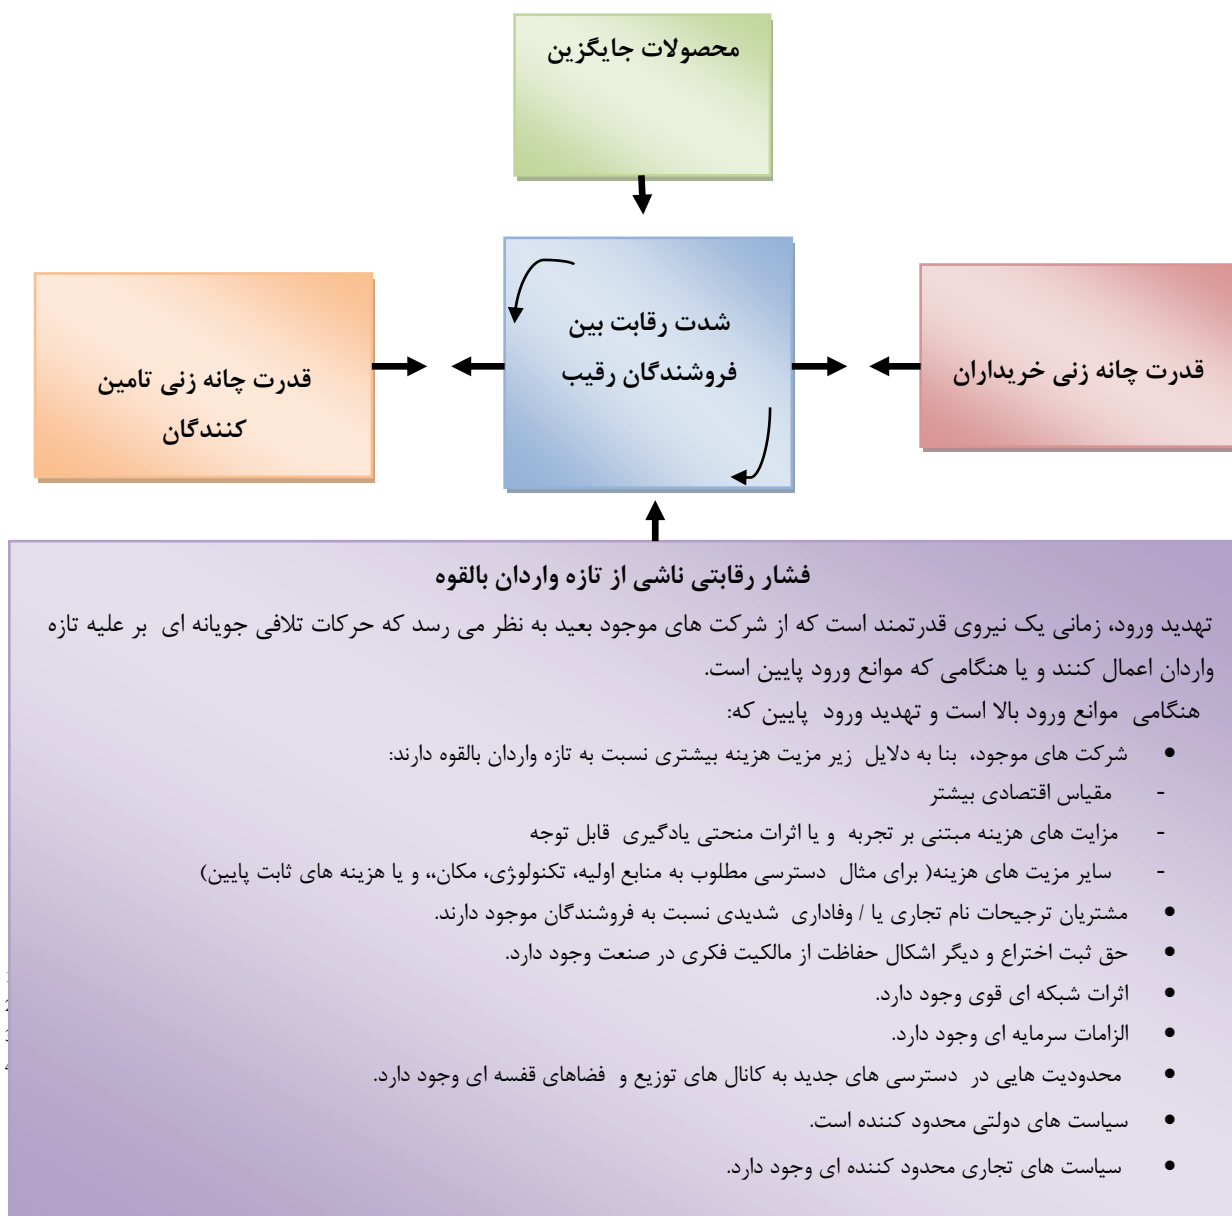 محصولات جایگزین
شدت رقابت بین
فروشندگان رقیب
قدرت چانه زنی خریداران
قدرت چانه زنی تامین
کنندگان
فشار رقابتی ناشی از تازه واردان بالقوه
تهدید ورود، زمانی یک نیروی قدرتمند است که از شرکت های موجود بعید به نظر می رسد که حرکات تلافی جویانه ای بر علیه تازه
واردان اعمال کنند و یا هنگامی که موانع ورود پایین است.
هنگامی موانع ورود بالا است و تهدید ورود پایین که:
• شرکت های موجود، بنا به دلایل زیر مزیت هزینه بیشتری نسبت به تازه واردان بالقوه دارند:
- مقیاس اقتصادی بیشتر
- مزایت های هزینه مبتنی بر تجربه و یا اثرات منحتی یادگیری قابل توجه
- سایر مزیت های هزینه( برای مثال دسترسی مطلوب به منابع اولیه، تکنولوژی، مکان،، و یا هزینه های ثابت پایین)
• مشتریان ترجیحات نام تجاری یا / وفاداری شدیدی نسبت به فروشندگان موجود دارند.
• حق ثبت اختراع و دیگر اشکال حفاظت از مالکیت فکری در صنعت وجود دارد.
• اثرات شبکه ای قوی وجود دارد.
• الزامات سرمایه ای وجود دارد.
• محدودیت هایی در دسترسی های جدید به کانال های توزیع و فضاهای قفسه ای وجود دارد.
• سیاست های دولتی محدود کننده است.
• سیاست های تجاری محدود کننده ای وجود دارد.